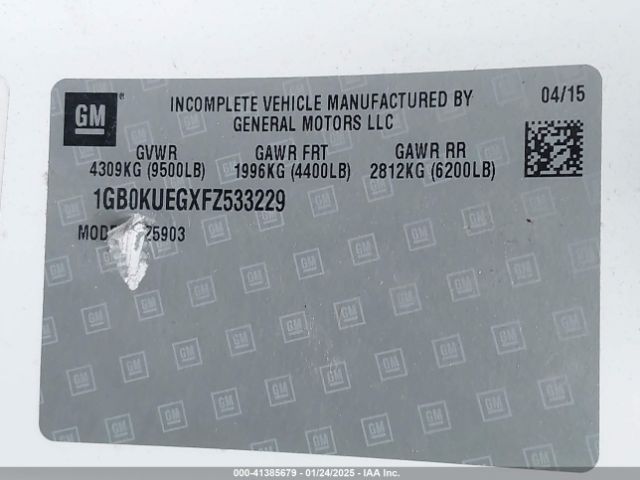 GM
INCOMPLETE VEHICLE MANUFACTURED BY
GENERAL MOTORS LLC
04/15
GVWR GAWR FRT GAWR RR
4309KG (9500LB) 1996KG (4400LB) 2812KG (6200LB)
1GB0KUEGXFZ533229
5903
000-41385679 - 01/24/2025 - IAA Inc.